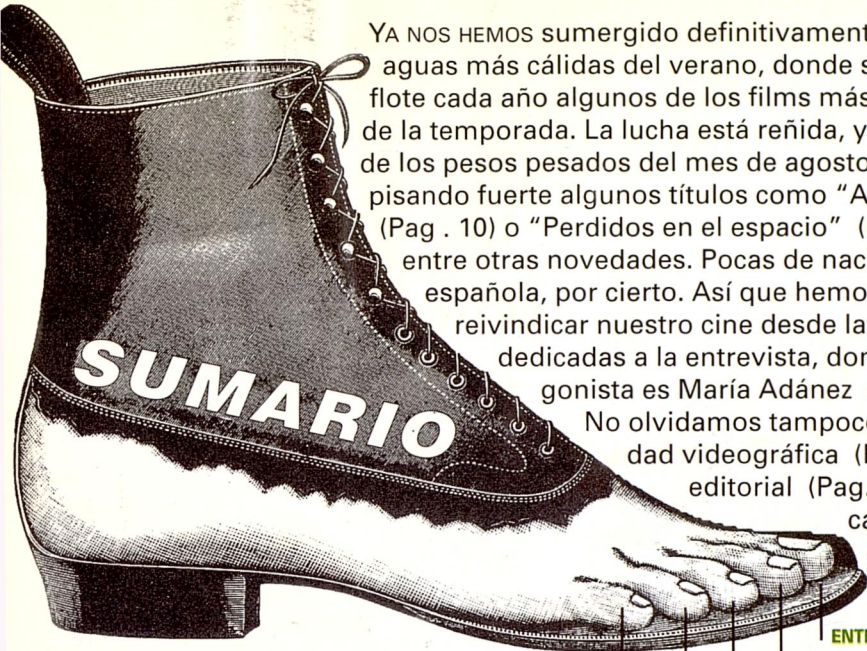 YA NOS HEMOS sumergido definitivament
aguas más cálidas del verano, donde s
flote cada año algunos de los films más
de la temporada. La lucha está reñida, y
de los pesos pesados del mes de agosto
pisando fuerte algunos títulos como "A
(Pag . 10) o "Perdidos en el espacio" (
entre otras novedades. Pocas de nac
española, por cierto. Así que hemo
reivindicar nuestro cine desde la
dedicadas a la entrevista, don
gonista es María Adánez
No olvidamos tampoco
dad videográfica (
editorial (Pag.
ca
SUMARIO
ENT